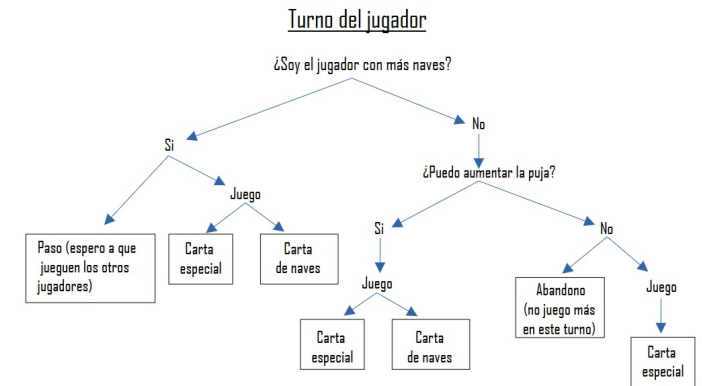 Turno del jugador
¿Soy el jugador con más naves?
No
Si
¿Puedo aumentar la puja?
Juego
Si
No
Paso (espero a que
jueguen los otros
jugadores)
Carta
especial
Carta
de naves
Juego
Abandono
(no juego más
en este turno)
Juego
Carta
especial
Carta
de naves
Carta
especial